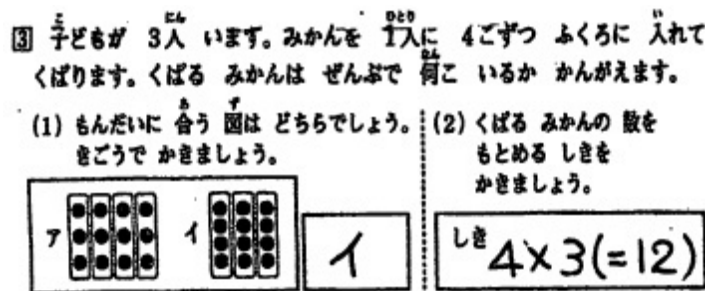 3 子どもが 3人 います。みかんを 1人に 4こずつ ふくろに 入れて
くばります。くばる みかんは ぜんぶで 何こ いるか かんがえます。
(1) もんだいに 合う 図は どちらでしょう。
きごうで かきましょう。
ア
イ
イ
(2) くばる みかんの 数を
もとめる しきを
かきましょう。
しき 4×3(=12)